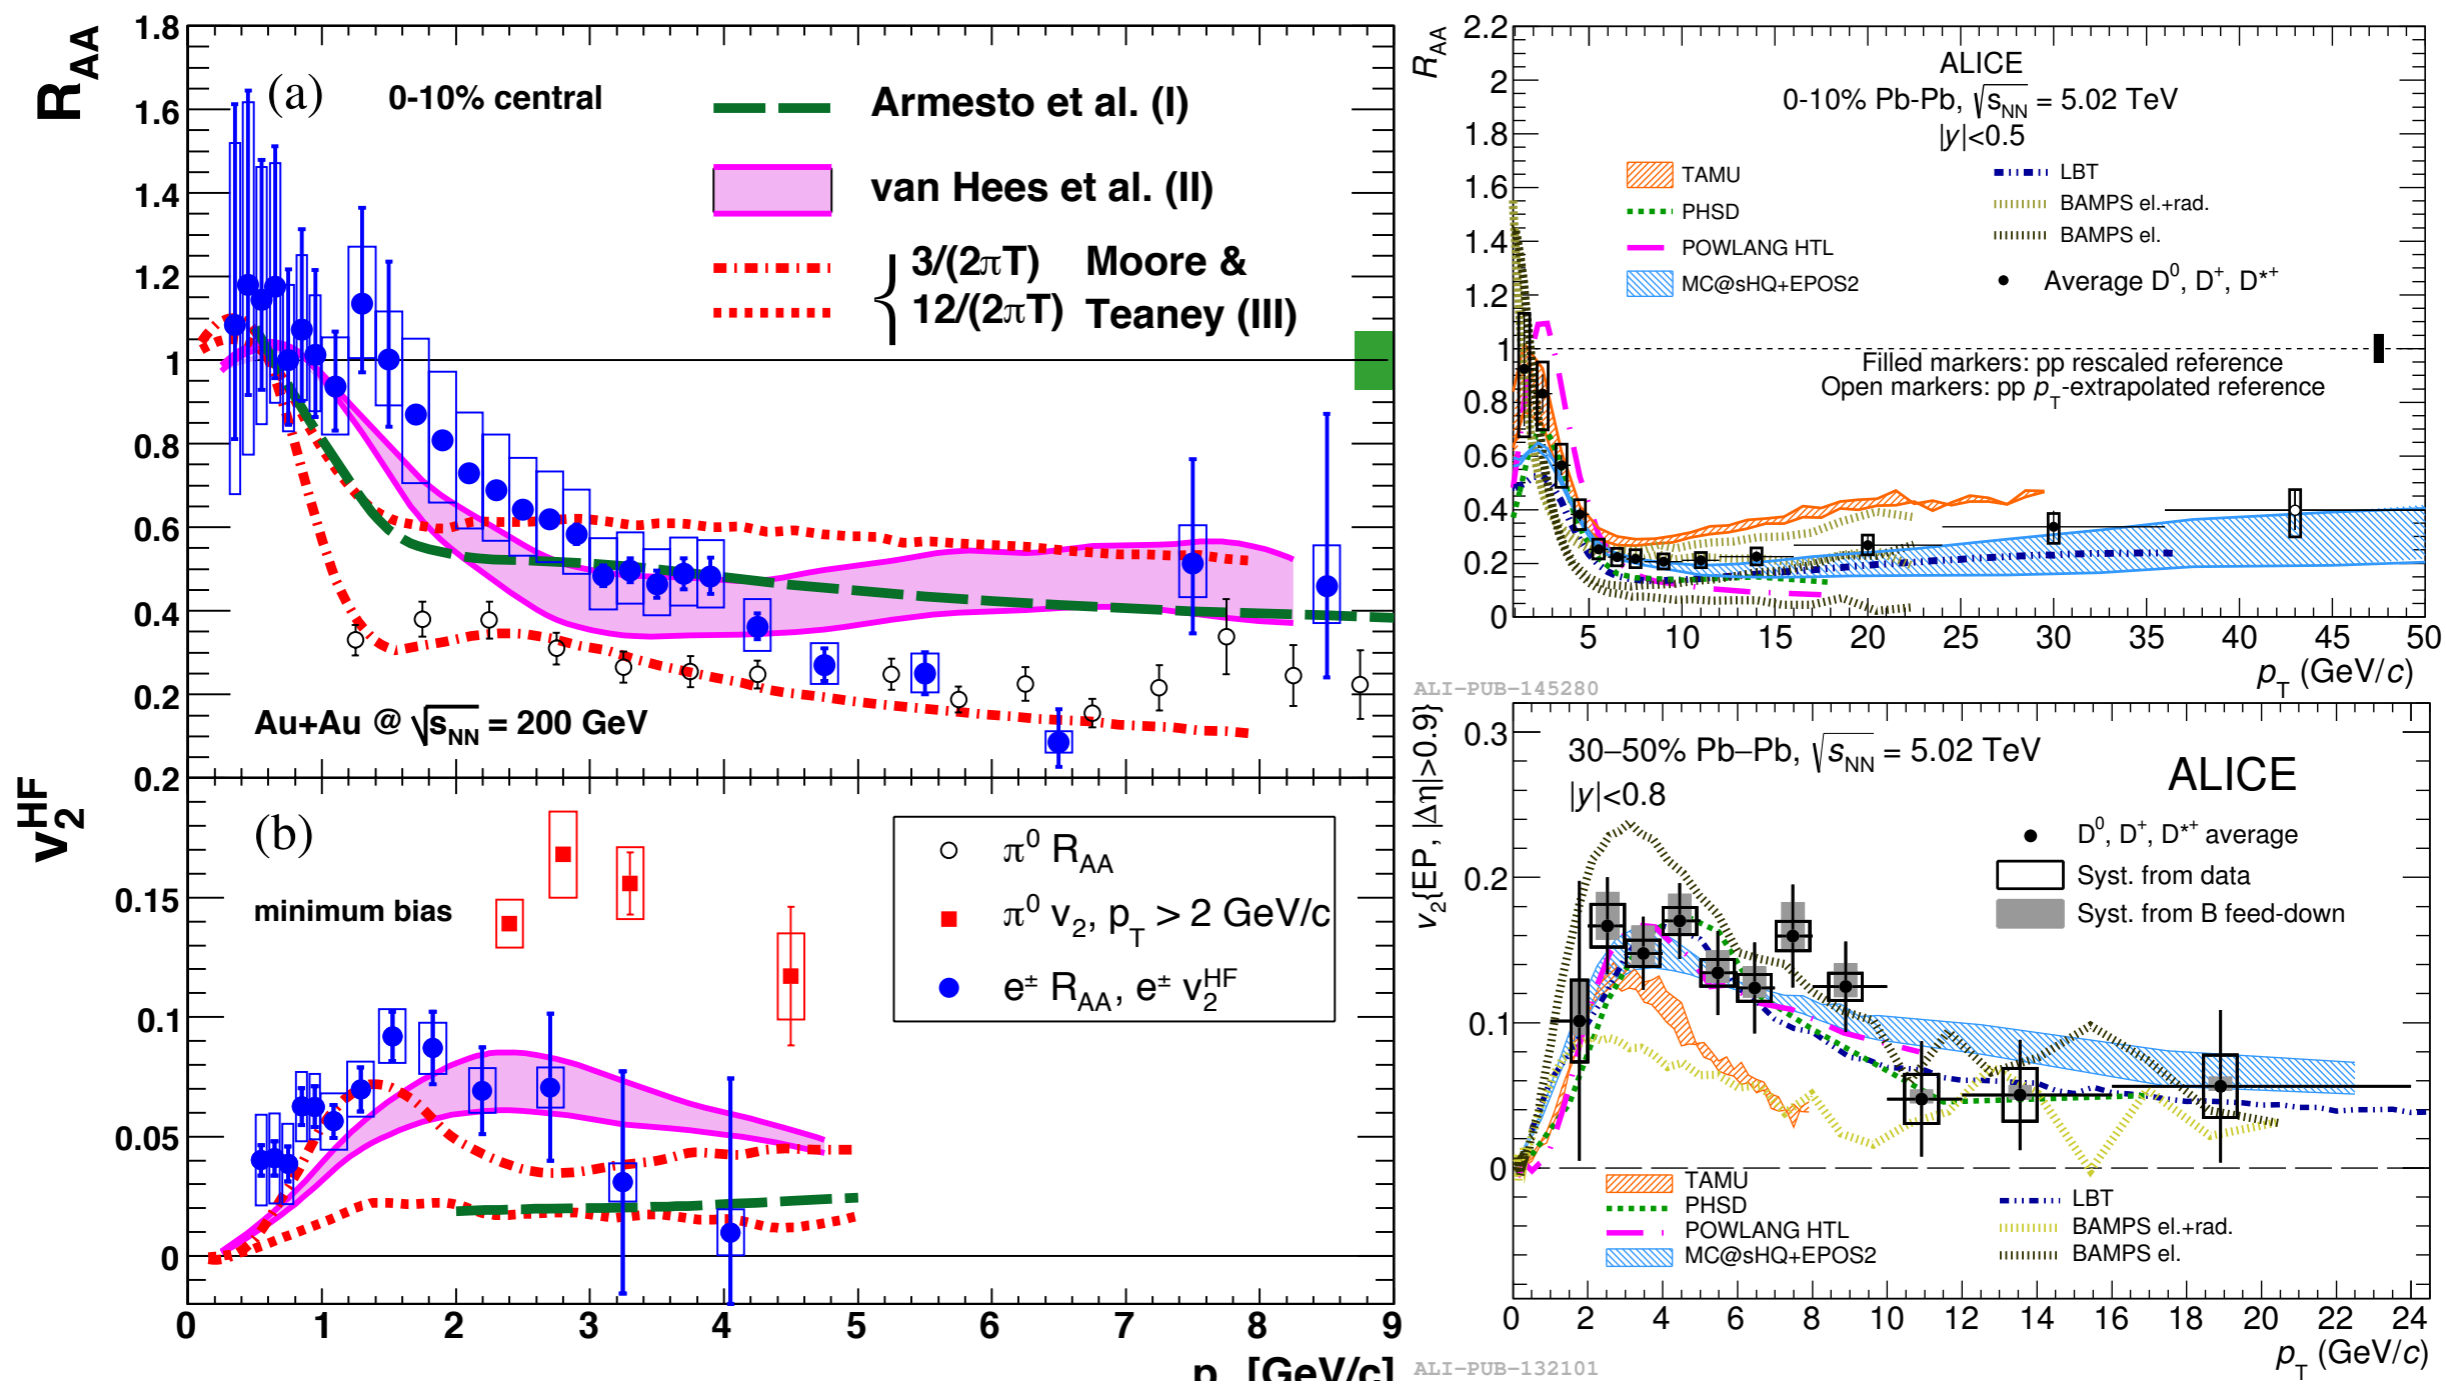 R_AA
1.8
1.6
1.4
1.2
1
0.8
0.6
0.4
0.2
(a)
0-10% central
Armesto et al. (I)
van Hees et al. (II)
3/(2πT) Moore &
12/(2πT) Teaney (III)
Au+Au @ √s_NN = 200 GeV
v_2^HF
0.2
0.15
0.1
0.05
0
(b)
minimum bias
π^0 R_AA
π^0 v_2, p_T > 2 GeV/c
e^± R_AA, e^± v_2^HF
0 1 2 3 4 5 6 7 8 9
p [GeV/c]
R_AA
2.2
2
1.8
1.6
1.4
1.2
1
0.8
0.6
0.4
0.2
0
ALICE
0-10% Pb-Pb, √s_NN = 5.02 TeV
|y|<0.5
TAMU
PHSD
POWLANG HTL
MC@sHQ+EPOS2
LBT
BAMPS el.+rad.
BAMPS el.
Average D^0, D^+, D^*+
Filled markers: pp rescaled reference
Open markers: pp p_T-extrapolated reference
5 10 15 20 25 30 35 40 45 50
p_T (GeV/c)
ALI-PUB-145280
v_2{EP, |Δη|>0.9}
0.3
0.2
0.1
0
30–50% Pb–Pb, √s_NN = 5.02 TeV
|y|<0.8
ALICE
D^0, D^+, D^*+ average
Syst. from data
Syst. from B feed-down
TAMU
PHSD
POWLANG HTL
MC@sHQ+EPOS2
LBT
BAMPS el.+rad.
BAMPS el.
0 2 4 6 8 10 12 14 16 18 20 22 24
p_T (GeV/c)
ALI-PUB-132101